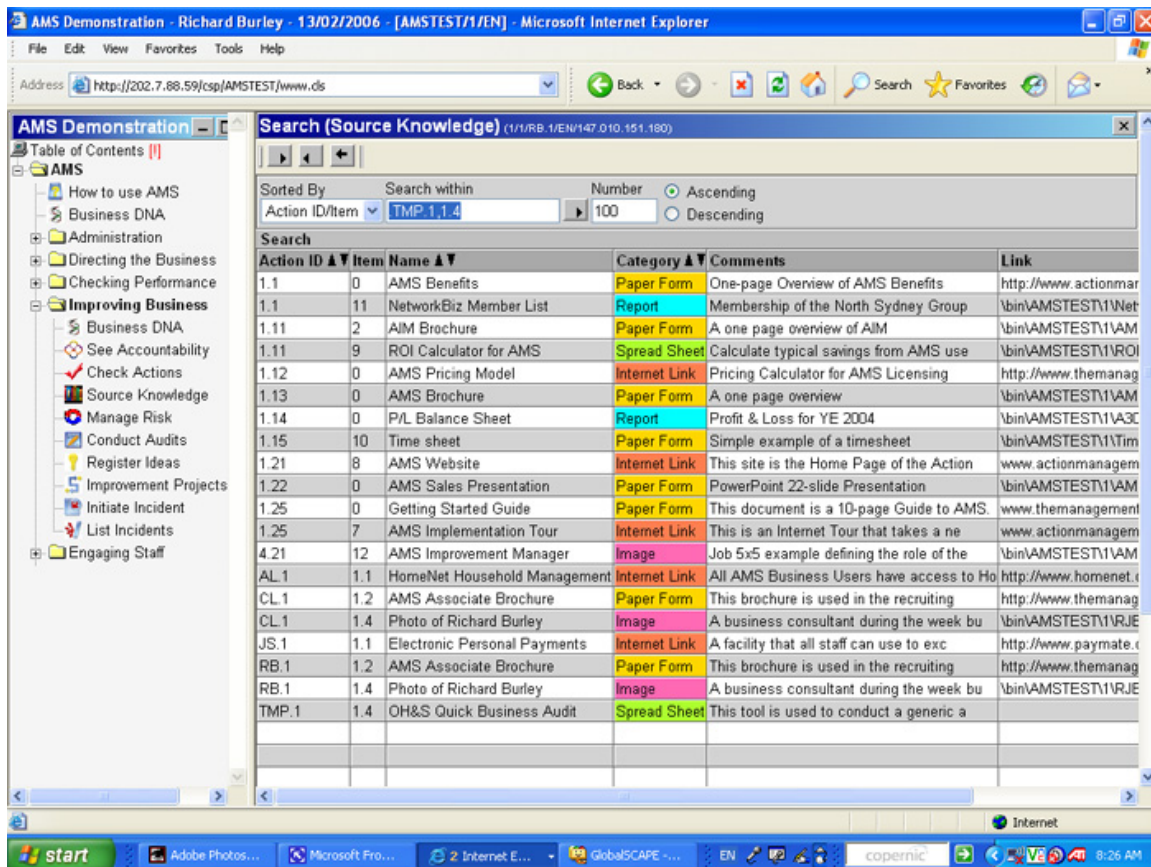 AMS Demonstration - Richard Burley - 13/02/2006 - [AMSTEST/1/EN] - Microsoft Internet Explorer
File Edit View Favorites Tools Help
Address http://202.7.88.59/csp/AMSTEST/www.cls Back Search Favorites
AMS Demonstration
Table of Contents [!]
AMS
How to use AMS
Business DNA
Administration
Directing the Business
Checking Performance
Improving Business
Business DNA
See Accountability
Check Actions
Source Knowledge
Manage Risk
Conduct Audits
Register Ideas
Improvement Projects
Initiate Incident
List Incidents
Engaging Staff
Search (Source Knowledge) (1/1/RB.1/EN/147.010.151.180)
Sorted By Search within Number Ascending
Action ID/Item .TMP.1,1.4 100 Descending
Search
Action ID Item Name Category Comments Link
1.1 0 AMS Benefits Paper Form One-page Overview of AMS Benefits http://www.actionmar
1.1 11 NetworkBiz Member List Report Membership of the North Sydney Group \bin\AMSTEST\1\Net
1.11 2 AIM Brochure Paper Form A one page overview of AIM \bin\AMSTEST\1\AM
1.11 9 ROI Calculator for AMS Spread Sheet Calculate typical savings from AMS use \bin\AMSTEST\1\ROI
1.12 0 AMS Pricing Model Internet Link Pricing Calculator for AMS Licensing http://www.themanag
1.13 0 AMS Brochure Paper Form A one page overview \bin\AMSTEST\1\AM
1.14 0 P/L Balance Sheet Report Profit & Loss for YE 2004 \bin\AMSTEST\1\A3D
1.15 10 Time sheet Paper Form Simple example of a timesheet \bin\AMSTEST\1\Tim
1.21 8 AMS Website Internet Link This site is the Home Page of the Action www.actionmanagem
1.22 0 AMS Sales Presentation Paper Form PowerPoint 22-slide Presentation \bin\AMSTEST\1\AM
1.25 0 Getting Started Guide Paper Form This document is a 10-page Guide to AMS. www.themanagement
1.25 7 AMS Implementation Tour Internet Link This is an Internet Tour that takes a ne www.actionmanagem
4.21 12 AMS Improvement Manager Image Job 5x5 example defining the role of the \bin\AMSTEST\1\AM
AL.1 1.1 HomeNet Household Management Internet Link All AMS Business Users have access to Ho http://www.homenet.c
CL.1 1.2 AMS Associate Brochure Paper Form This brochure is used in the recruiting http://www.themanag
CL.1 1.4 Photo of Richard Burley Image A business consultant during the week bu \bin\AMSTEST\1\RJE
JS.1 1.1 Electronic Personal Payments Internet Link A facility that all staff can use to exc http://www.paymate.c
RB.1 1.2 AMS Associate Brochure Paper Form This brochure is used in the recruiting http://www.themanag
RB.1 1.4 Photo of Richard Burley Image A business consultant during the week bu \bin\AMSTEST\1\RJE
TMP.1 1.4 OH&S Quick Business Audit Spread Sheet This tool is used to conduct a generic a
Internet
start Adobe Photos... Microsoft Fro... 2 Internet E... GlobalSCAPE -... EN copernic 8:26 AM